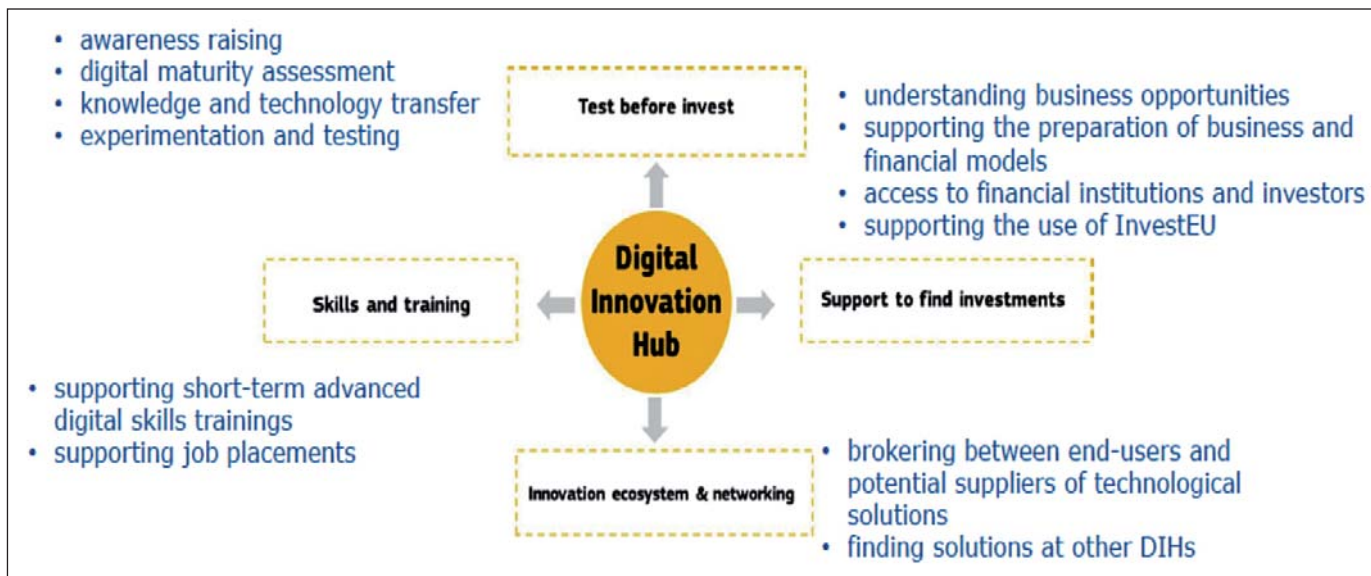 • awareness raising
• digital maturity assessment
• knowledge and technology transfer
• experimentation and testing
Test before invest
• understanding business opportunities
• supporting the preparation of business and
financial models
• access to financial institutions and investors
• supporting the use of InvestEU
Digital
Innovation
Hub
Skills and training
Support to find investments
• supporting short-term advanced
digital skills trainings
• supporting job placements
Innovation ecosystem & networking
• brokering between end-users and
potential suppliers of technological
solutions
• finding solutions at other DIHs